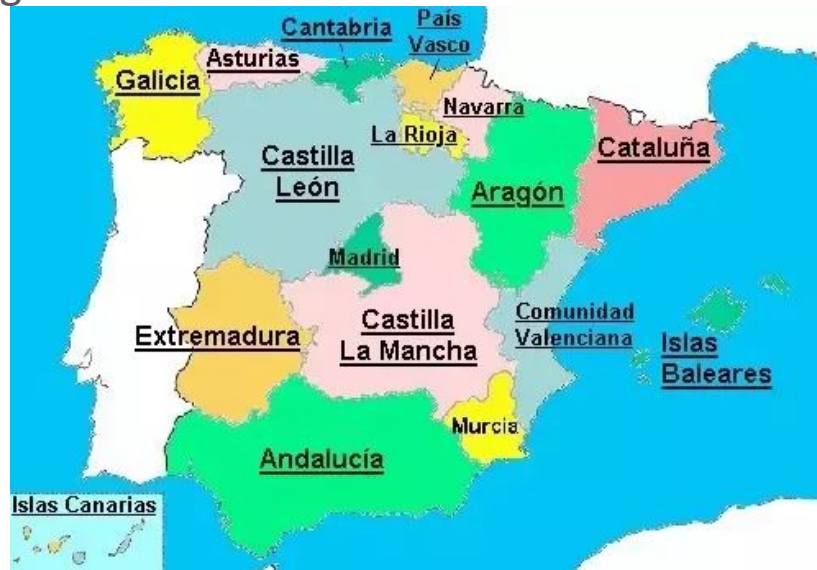 Cantabria
País
Vasco
Asturias
Galicia
Navarra
La Rioja
Cataluña
Castilla
León
Aragón
Madrid
Comunidad
Valenciana
Castilla
La Mancha
Extremadura
Islas
Baleares
Murcia
Andalucía
Islas Canarias